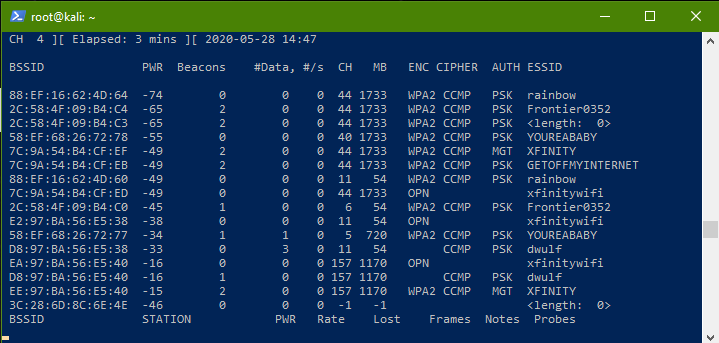 root@kali: ~
CH 4 ][ Elapsed: 3 mins ][ 2020-05-28 14:47
BSSID PWR Beacons #Data, #/s CH MB ENC CIPHER AUTH ESSID
88:EF:16:62:4D:64 -74 0 0 0 44 1733 WPA2 CCMP PSK rainbow
2C:58:4F:09:B4:C4 -65 2 0 0 44 1733 WPA2 CCMP PSK Frontier0352
2C:58:4F:09:B4:C3 -65 2 0 0 44 1733 WPA2 CCMP PSK <length: 0>
58:EF:68:26:72:78 -55 0 0 0 40 1733 WPA2 CCMP PSK YOUREABABY
7C:9A:54:B4:CF:EF -49 2 0 0 44 1733 WPA2 CCMP MGT XFINITY
7C:9A:54:B4:CF:EB -49 2 0 0 44 1733 WPA2 CCMP PSK GETOFFMYINTERNET
88:EF:16:62:4D:60 -49 0 0 0 11 54 WPA2 CCMP PSK rainbow
7C:9A:54:B4:CF:ED -49 0 0 0 44 1733 OPN xfinitywifi
2C:58:4F:09:B4:C0 -45 1 0 0 6 54 WPA2 CCMP PSK Frontier0352
E2:97:BA:56:E5:38 -38 0 0 0 11 54 OPN xfinitywifi
58:EF:68:26:72:77 -34 1 1 0 5 720 WPA2 CCMP PSK YOUREABABY
D8:97:BA:56:E5:38 -33 0 3 0 11 54 CCMP PSK dwulf
EA:97:BA:56:E5:40 -16 0 0 0 157 1170 OPN xfinitywifi
D8:97:BA:56:E5:40 -16 1 0 0 157 1170 CCMP PSK dwulf
EE:97:BA:56:E5:40 -15 2 0 0 157 1170 WPA2 CCMP MGT XFINITY
3C:28:6D:8C:6E:4E -46 0 0 0 -1 -1 <length: 0>
BSSID STATION PWR Rate Lost Frames Notes Probes